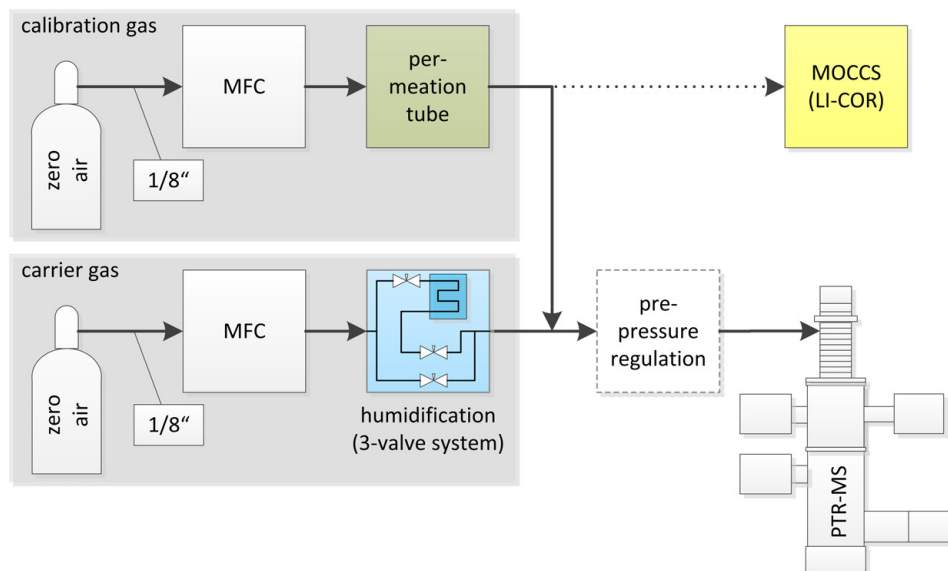 calibration gas
zero
air
1/8“
MFC
per-
meation
tube
MOCCS
(LI-COR)
carrier gas
zero
air
1/8“
MFC
humidification
(3-valve system)
pre-
pressure
regulation
PTR-MS